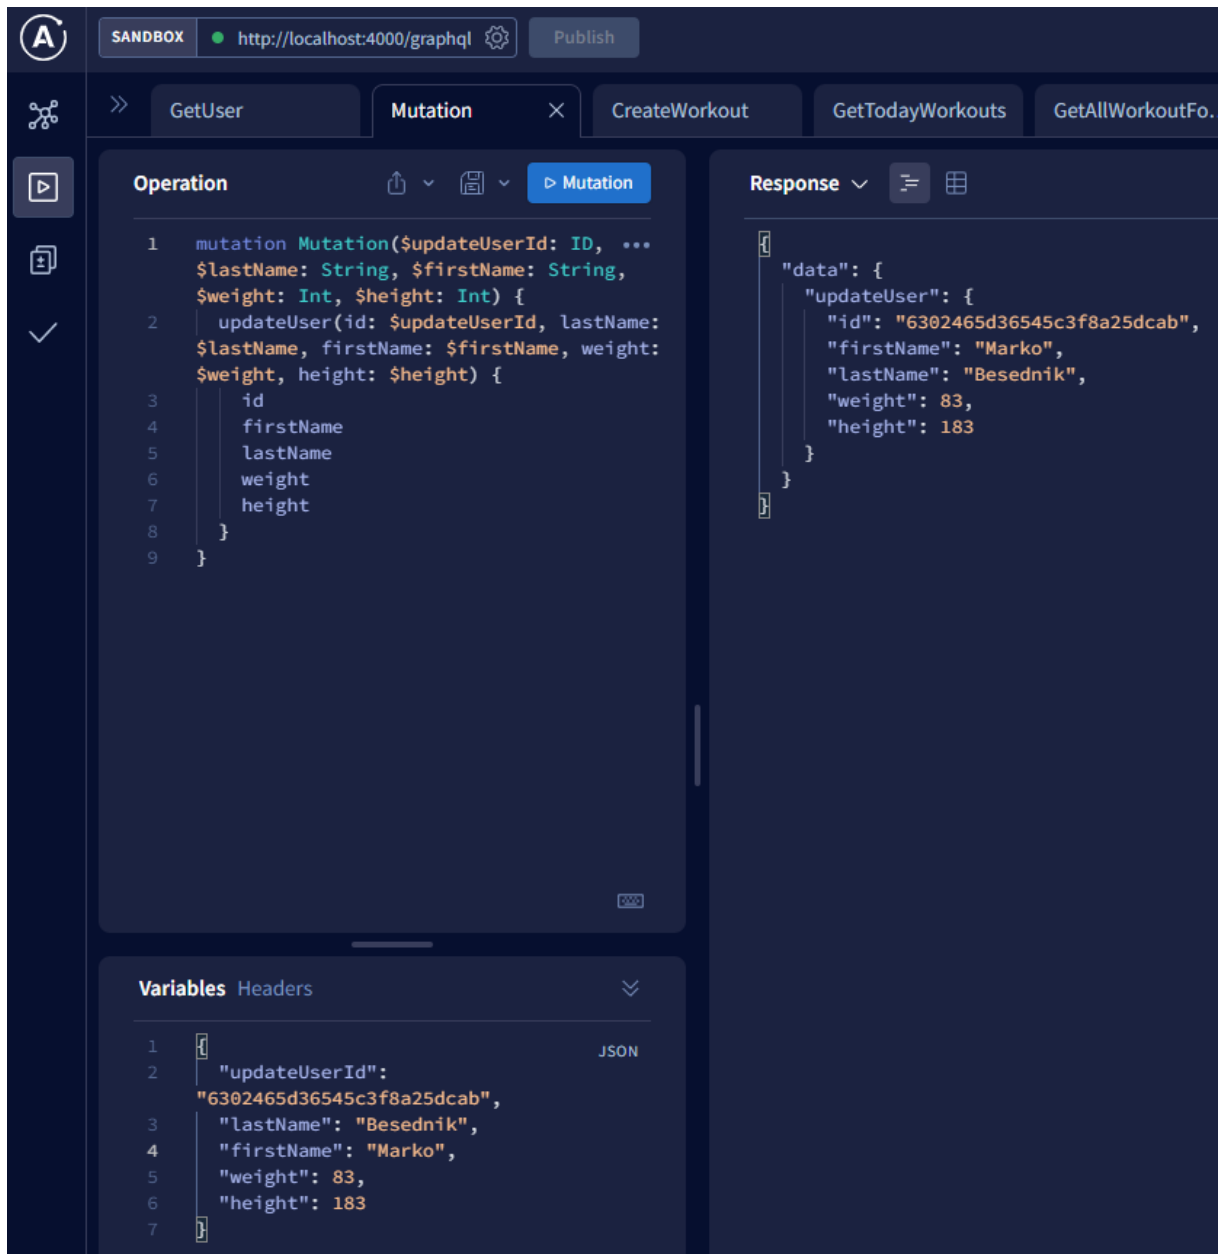 SANDBOX http://localhost:4000/graphql Publish
GetUser Mutation CreateWorkout GetTodayWorkouts GetAllWorkoutFo.
Operation Mutation
1 mutation Mutation($updateUserId: ID,
$lastName: String, $firstName: String,
$weight: Int, $height: Int) {
2 updateUser(id: $updateUserId, lastName:
$lastName, firstName: $firstName, weight:
$weight, height: $height) {
3 id
4 firstName
5 lastName
6 weight
7 height
8 }
9 }
Response
{
"data": {
"updateUser": {
"id": "6302465d36545c3f8a25dcab",
"firstName": "Marko",
"lastName": "Besednik",
"weight": 83,
"height": 183
}
}
}
Variables Headers
JSON
1 {
2 "updateUserId":
"6302465d36545c3f8a25dcab",
3 "lastName": "Besednik",
4 "firstName": "Marko",
5 "weight": 83,
6 "height": 183
7 }